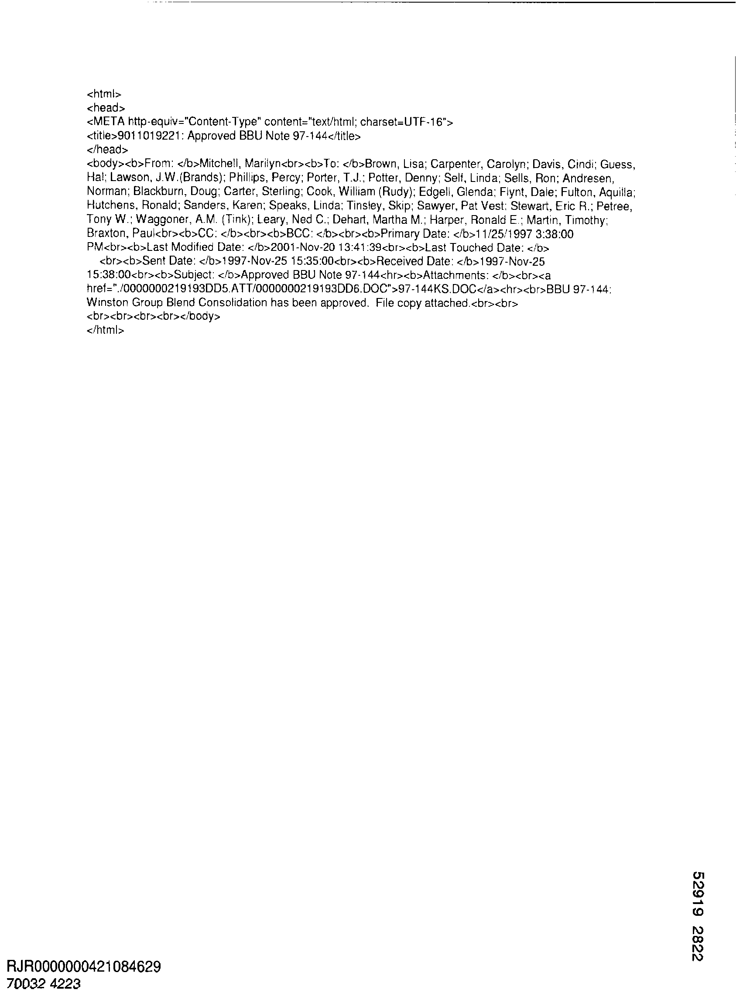 <html>
<head>
<META http-equiv="Content-Type" content="text/html; charset=UTF-16">
<title>9011019221: Approved BBU Note 97-144</title>
</head>
<body><b>From: </b>Mitchell, Marilyn<br><b>To: </b>Brown, Lisa; Carpenter, Carolyn; Davis, Cindi; Guess,
Hal; Lawson, J.W.(Brands); Phillips, Percy; Porter, T.J.; Potter, Denny; Self, Linda; Sells, Ron; Andresen,
Norman; Blackburn, Doug; Carter, Sterling; Cook, William (Rudy); Edgell, Glenda; Flynt, Dale; Fulton, Aquilla;
Hutchens, Ronald; Sanders, Karen; Speaks, Linda; Tinsley, Skip; Sawyer, Pat Vest; Stewart, Eric R.; Petree,
Tony W.; Waggoner, A.M. (Tink); Leary, Ned C.; Dehart, Martha M.; Harper, Ronald E.; Martin, Timothy;
Braxton, Paul<br><b>CC: </b><br><b>BCC: </b><br><b>Primary Date: </b>11/25/1997 3:38:00
PM<br><b>Last Modified Date: </b>2001-Nov-20 13:41:39<br><b>Last Touched Date: </b>
<br><b>Sent Date: </b>1997-Nov-25 15:35:00<br><b>Received Date: </b>1997-Nov-25
15:38:00<br><b>Subject: </b>Approved BBU Note 97-144<hr><b>Attachments: </b><br><a
href="./0000000219193DD5.ATT/0000000219193DD6.DOC">97-144KS.DOC</a><hr><br>BBU 97-144:
Winston Group Blend Consolidation has been approved.  File copy attached.<br><br>
<br><br><br><br></body>
</html>
52919 2822
RJR0000000421084629
70032 4223